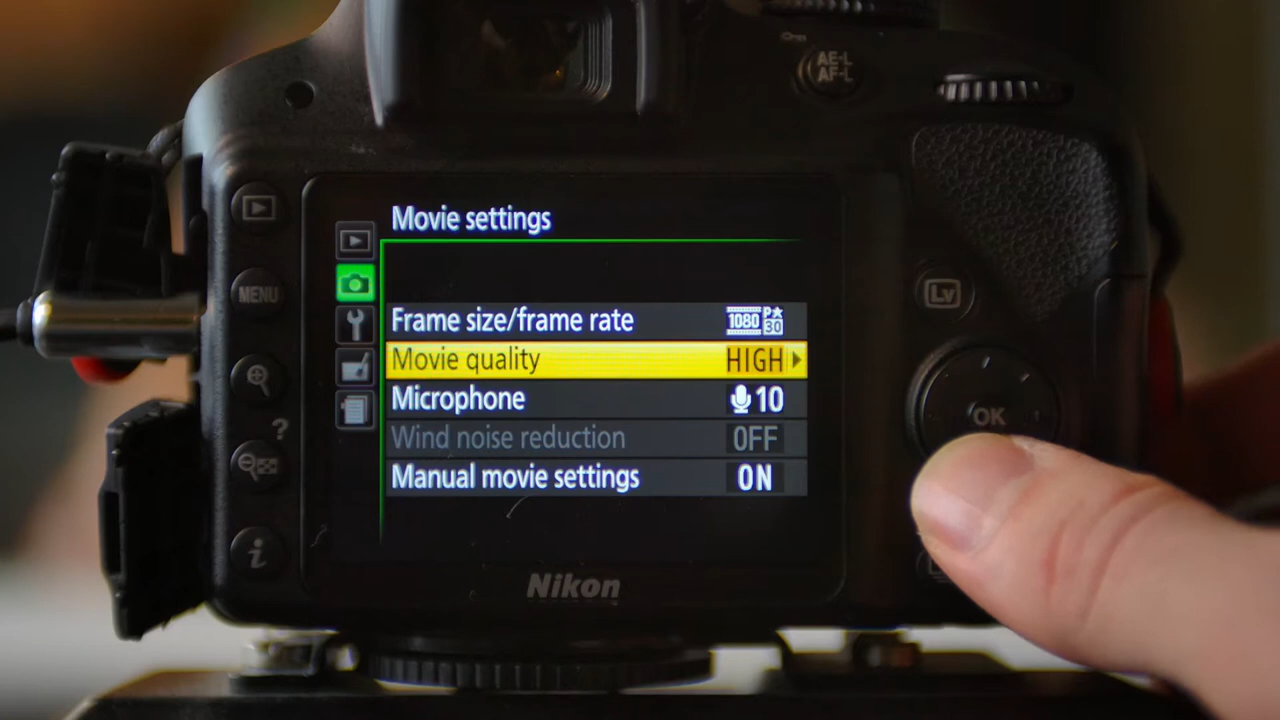 AE-L
AF-L
Movie settings
MENU
Lv
Frame size/frame rate 1080 P★ 30
Movie quality HIGH
Microphone 10
OK
?
Wind noise reduction OFF
Manual movie settings ON
i
Nikon